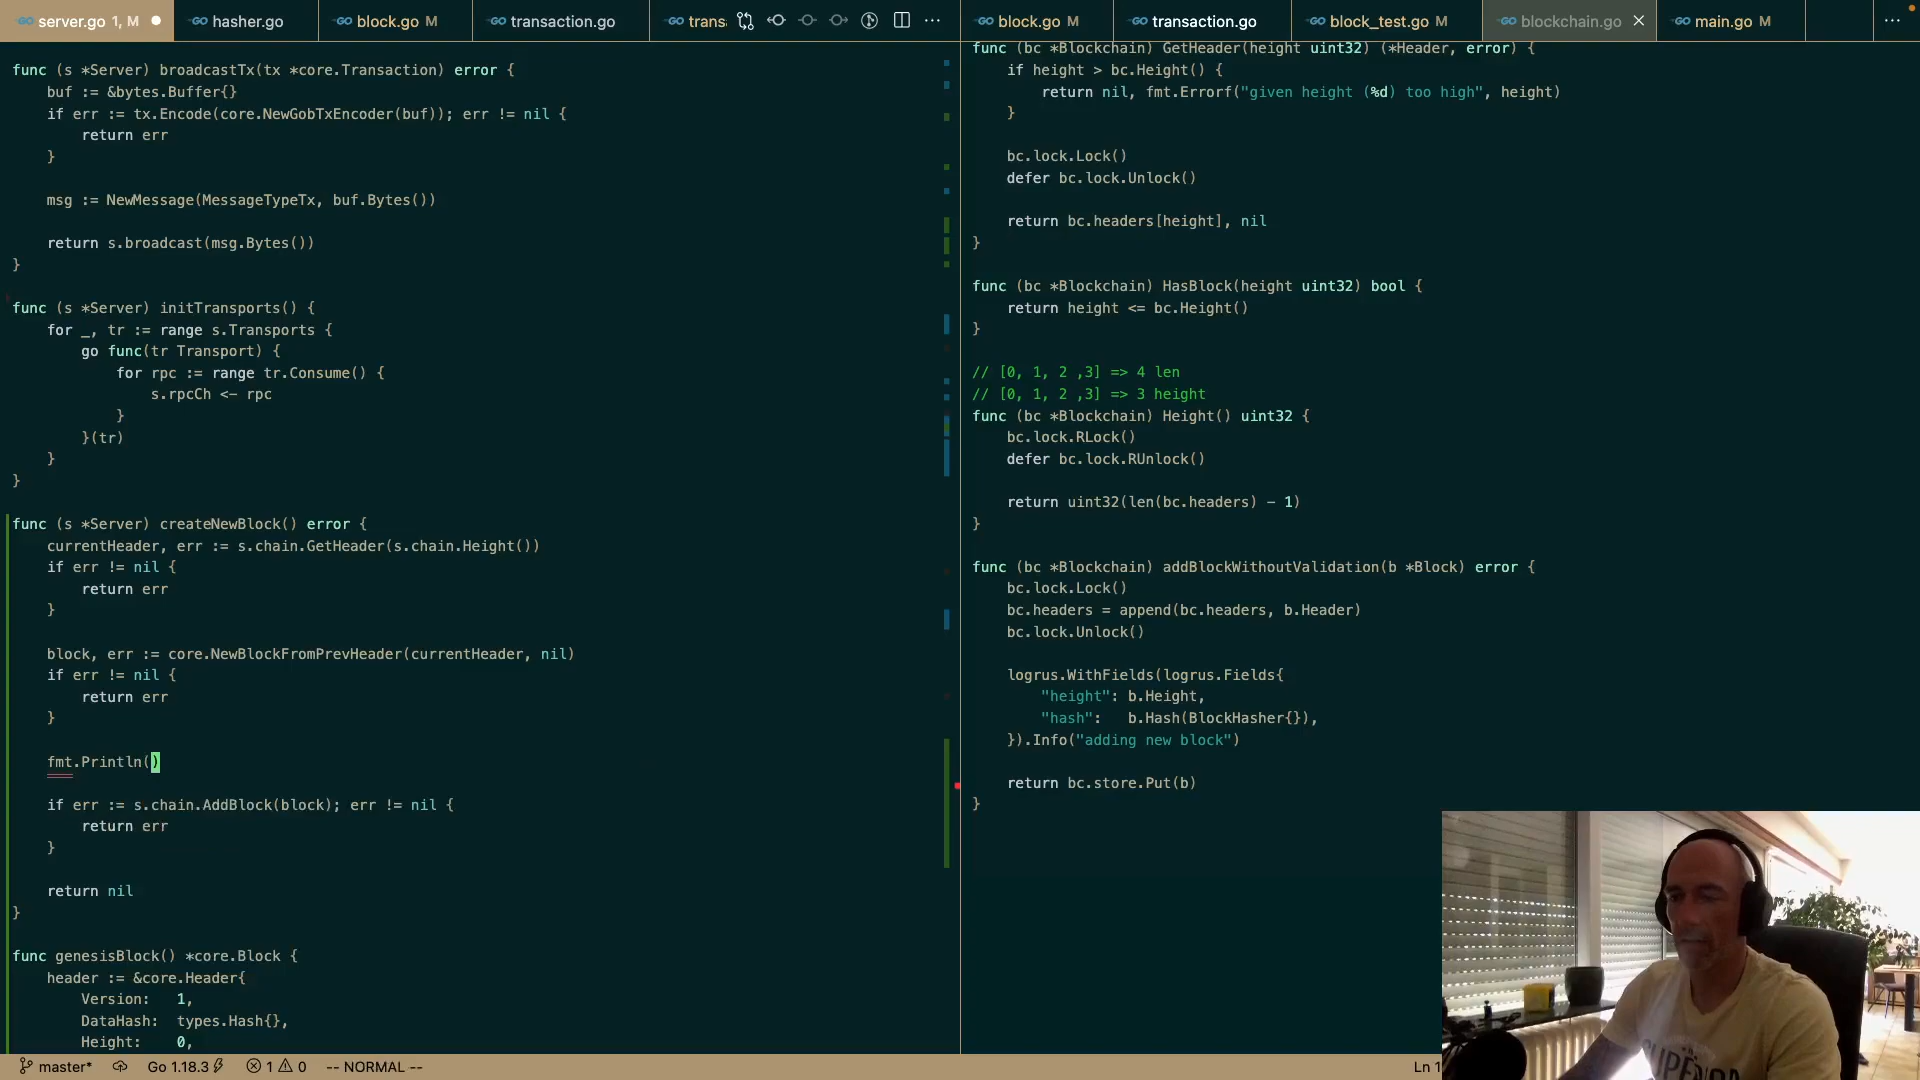 server.go 1, M
hasher.go
block.go M
transaction.go
trans
block.go M
transaction.go
block_test.go M
blockchain.go
main.go M
func (s *Server) broadcastTx(tx *core.Transaction) error {
buf := &bytes.Buffer{}
if err := tx.Encode(core.NewGobTxEncoder(buf)); err != nil {
return err
}
msg := NewMessage(MessageTypeTx, buf.Bytes())
return s.broadcast(msg.Bytes())
}
func (s *Server) initTransports() {
for _, tr := range s.Transports {
go func(tr Transport) {
for rpc := range tr.Consume() {
s.rpcCh <- rpc
}
}(tr)
}
}
func (s *Server) createNewBlock() error {
currentHeader, err := s.chain.GetHeader(s.chain.Height())
if err != nil {
return err
}
block, err := core.NewBlockFromPrevHeader(currentHeader, nil)
if err != nil {
return err
}
fmt.Println()
if err := s.chain.AddBlock(block); err != nil {
return err
}
return nil
}
func genesisBlock() *core.Block {
header := &core.Header{
Version: 1,
DataHash: types.Hash{},
Height: 0,
func (bc *Blockchain) GetHeader(height uint32) (*Header, error) {
if height > bc.Height() {
return nil, fmt.Errorf("given height (%d) too high", height)
}
bc.lock.Lock()
defer bc.lock.Unlock()
return bc.headers[height], nil
}
func (bc *Blockchain) HasBlock(height uint32) bool {
return height <= bc.Height()
}
// [0, 1, 2 ,3] => 4 len
// [0, 1, 2 ,3] => 3 height
func (bc *Blockchain) Height() uint32 {
bc.lock.RLock()
defer bc.lock.RUnlock()
return uint32(len(bc.headers) - 1)
}
func (bc *Blockchain) addBlockWithoutValidation(b *Block) error {
bc.lock.Lock()
bc.headers = append(bc.headers, b.Header)
bc.lock.Unlock()
logrus.WithFields(logrus.Fields{
"height": b.Height,
"hash": b.Hash(BlockHasher{}),
}).Info("adding new block")
return bc.store.Put(b)
}
master* Go 1.18.3 1 0 -- NORMAL -- Ln 1